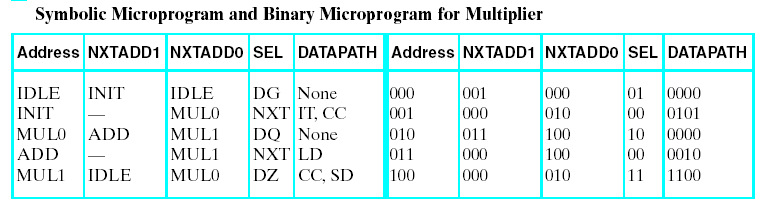 Symbolic Microprogram and Binary Microprogram for Multiplier
Address NXTADD1 NXTADD0 SEL DATAPATH Address NXTADD1 NXTADD0 SEL DATAPATH
IDLE INIT IDLE DG None 000 001 000 01 0000
INIT — MUL0 NXT IT, CC 001 000 010 00 0101
MUL0 ADD MUL1 DQ None 010 011 100 10 0000
ADD — MUL1 NXT LD 011 000 100 00 0010
MUL1 IDLE MUL0 DZ CC, SD 100 000 010 11 1100